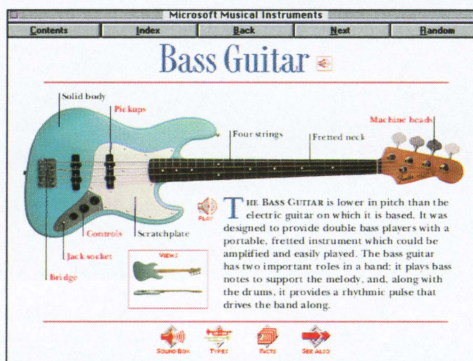 Microsoft Musical Instruments
Contents Index Back Next Random
Bass Guitar
Solid body
Pickups
Machine heads
Four strings
Fretted neck
PLAY
Controls
Scratchplate
Jack socket
Bridge
VIEWS
THE BASS GUITAR is lower in pitch than the
electric guitar on which it is based. It was
designed to provide double bass players with a
portable, fretted instrument which could be
amplified and easily played. The bass guitar
has two important roles in a band: it plays bass
notes to support the melody, and, along with
the drums, it provides a rhythmic pulse that
drives the band along.
SOUND BOX TYPES FACTS SEE ALSO